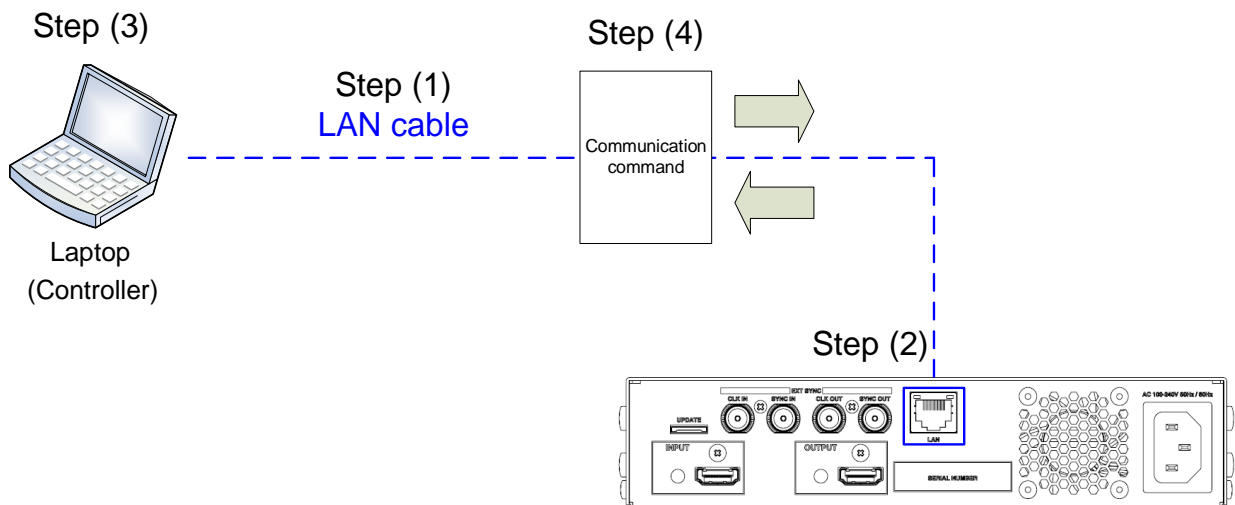 Step (3)
Step (4)
Step (1)
LAN cable
Communication
command
Laptop
(Controller)
Step (2)
EXT SYNC
CLK IN
SYNC IN
CLK OUT
SYNC OUT
AC 100-240V 50Hz / 60Hz
UPDATE
LAN
INPUT
OUTPUT
SERIAL NUMBER